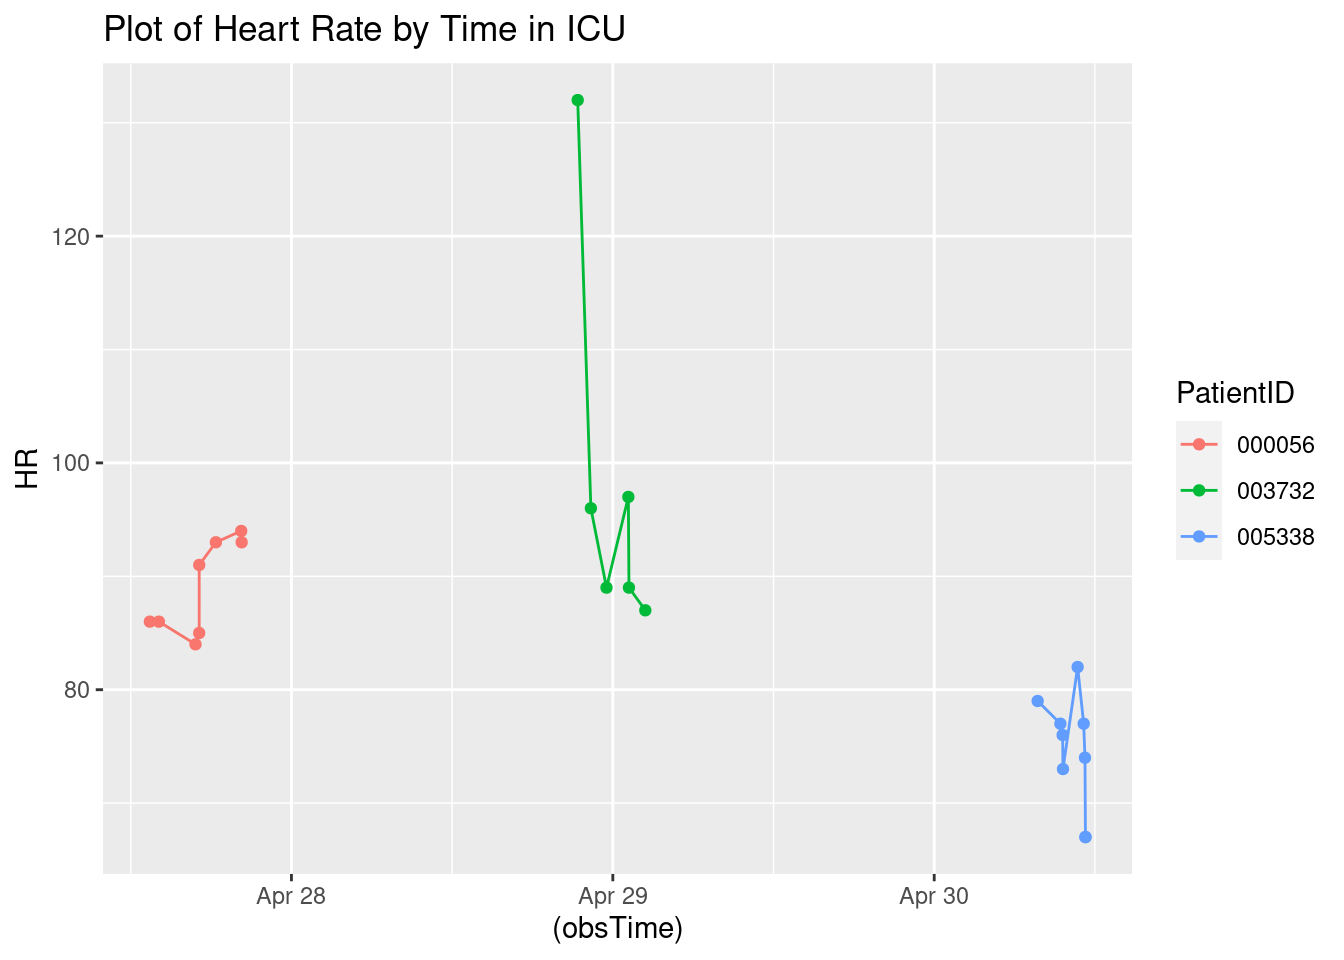 Plot of Heart Rate by Time in ICU
HR
120
100
80
Apr 28
Apr 29
Apr 30
(obsTime)
PatientID
000056
003732
005338